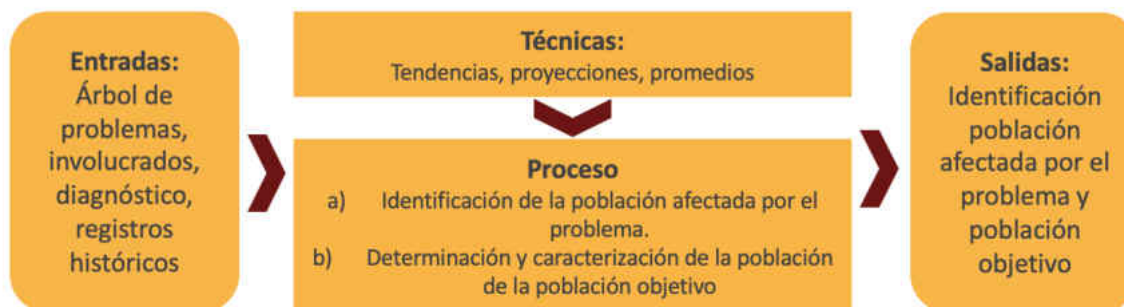 Entradas:
Árbol de
problemas,
involucrados,
diagnóstico,
registros
históricos
Técnicas:
Tendencias, proyecciones, promedios
Proceso
a) Identificación de la población afectada por el
problema.
b) Determinación y caracterización de la población
de la población objetivo
Salidas:
Identificación
población
afectada por el
problema y
población
objetivo